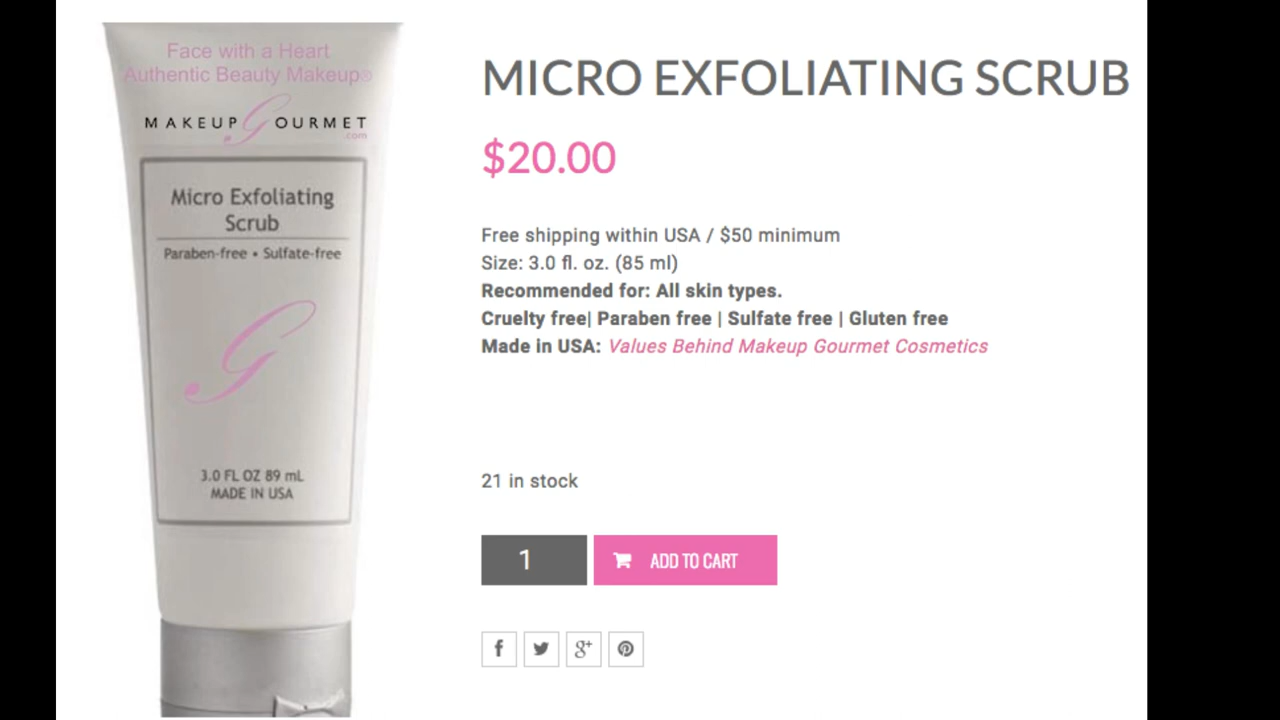 Face with a Heart
Authentic Beauty Makeup®
MAKEUP GOURMET
.com
Micro Exfoliating
Scrub
Paraben-free • Sulfate-free
G
3.0 FL OZ 89 mL
MADE IN USA
MICRO EXFOLIATING SCRUB
$20.00
Free shipping within USA / $50 minimum
Size: 3.0 fl. oz. (85 ml)
Recommended for: All skin types.
Cruelty free| Paraben free | Sulfate free | Gluten free
Made in USA: Values Behind Makeup Gourmet Cosmetics
21 in stock
1 ADD TO CART
f g+